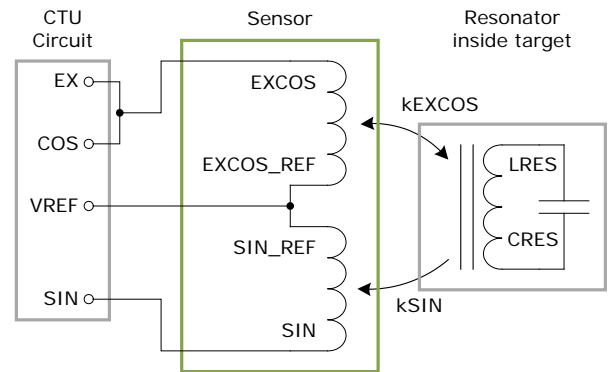 CTU
Circuit
Sensor
Resonator
inside target
EX
COS
VREF
SIN
EXCOS
EXCOS_REF
SIN_REF
SIN
kEXCOS
kSIN
LRES
CRES